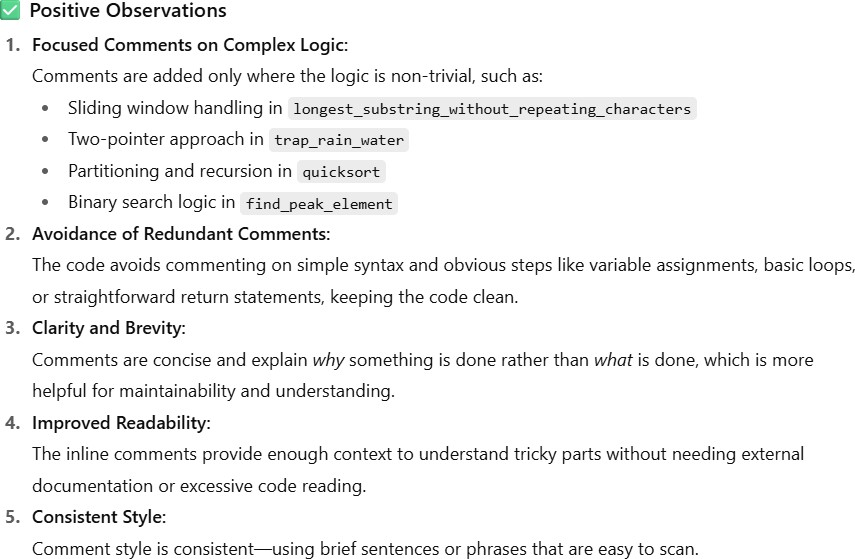 ✅ Positive Observations
1. Focused Comments on Complex Logic:
Comments are added only where the logic is non-trivial, such as:
• Sliding window handling in longest_substring_without_repeating_characters
• Two-pointer approach in trap_rain_water
• Partitioning and recursion in quicksort
• Binary search logic in find_peak_element
2. Avoidance of Redundant Comments:
The code avoids commenting on simple syntax and obvious steps like variable assignments, basic loops,
or straightforward return statements, keeping the code clean.
3. Clarity and Brevity:
Comments are concise and explain why something is done rather than what is done, which is more
helpful for maintainability and understanding.
4. Improved Readability:
The inline comments provide enough context to understand tricky parts without needing external
documentation or excessive code reading.
5. Consistent Style:
Comment style is consistent—using brief sentences or phrases that are easy to scan.